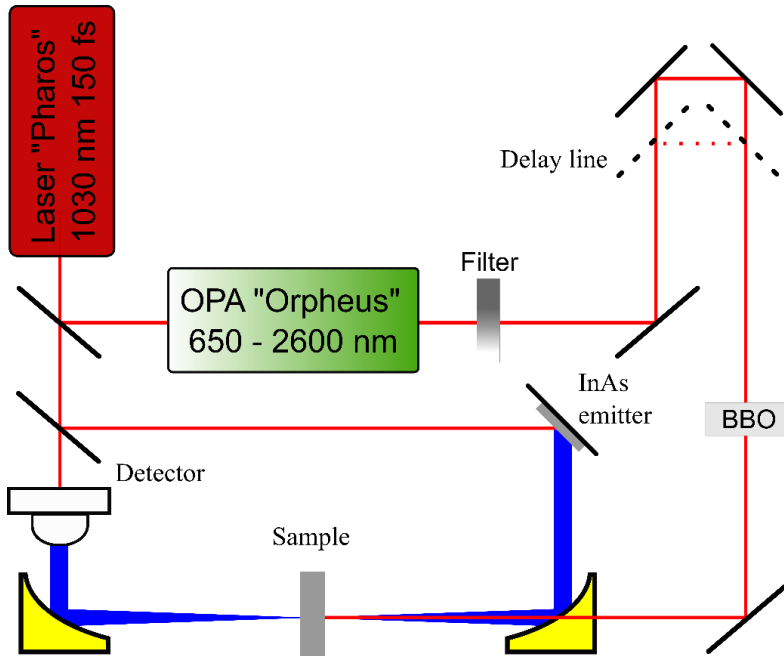 Laser "Pharos"
1030 nm 150 fs
Delay line
Filter
OPA "Orpheus"
650 - 2600 nm
InAs
emitter
BBO
Detector
Sample